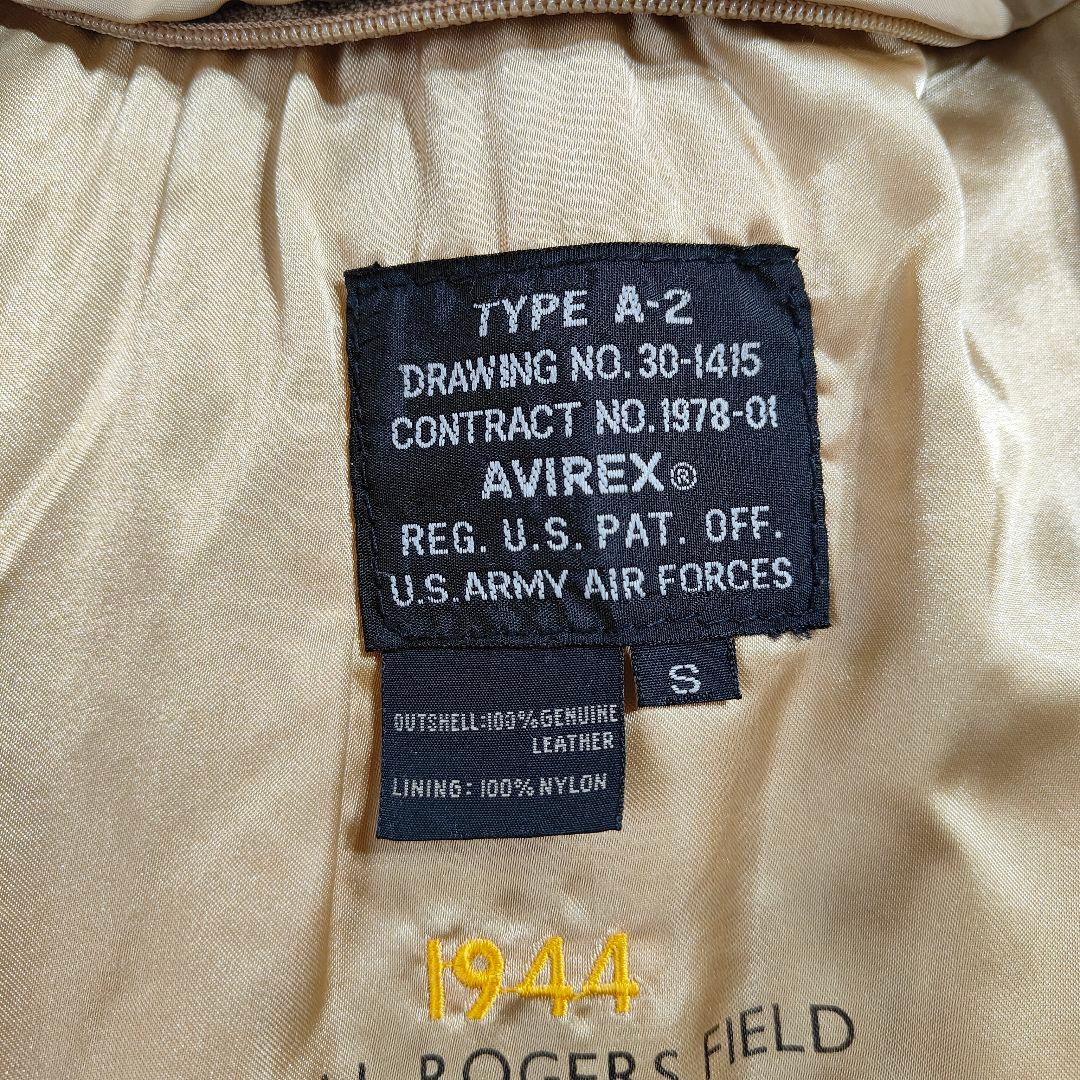 TYPE A-2
DRAWING NO. 30-1415
CONTRACT NO. 1978-01
AVIREX®
REG. U.S. PAT. OFF.
U.S. ARMY AIR FORCES
S
OUTSHELL:100% GENUINE
LEATHER
LINING: 100% NYLON
1944
ROGERS FIELD